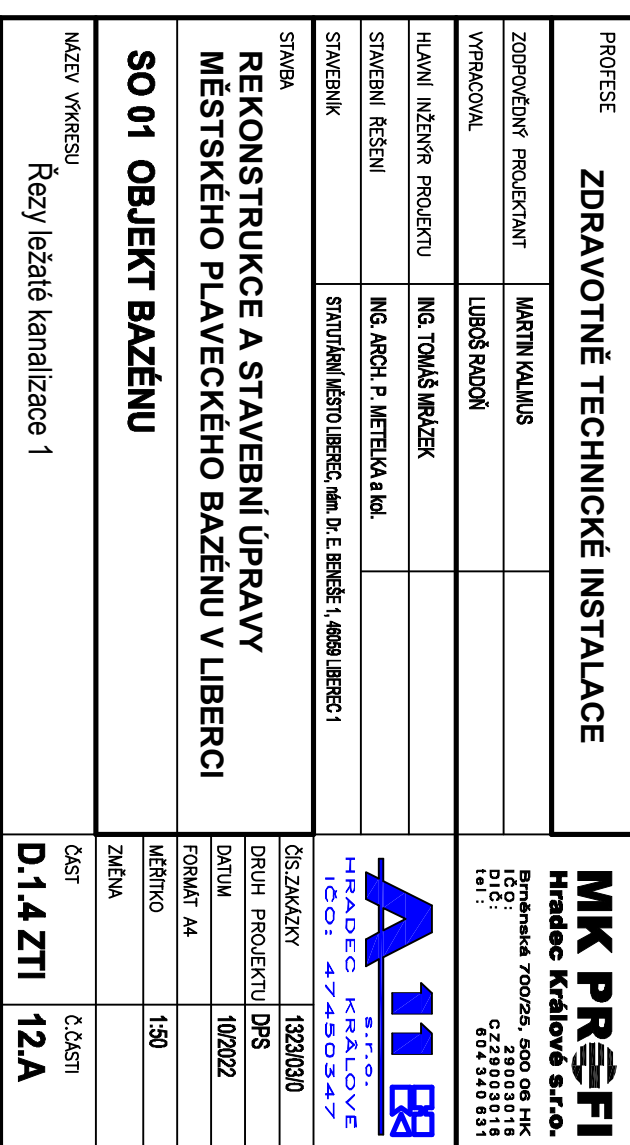 PROFESE
ZDRAVOTNĚ TECHNICKÉ INSTALACE
MK PROFI
Hradec Králové s.r.o.
Brněnská 700/25, 500 06 HK
IČO: 29003016
DIČ: CZ29003016
tel: 604 340 631
ZODPOVĚDNÝ PROJEKTANT MARTIN KALMUS
VYPRACOVAL LUBOŠ RADOŇ
HLAVNÍ INŽENÝR PROJEKTU ING. TOMÁŠ MRÁZEK
STAVEBNÍ ŘEŠENÍ ING. ARCH. P. METELKA a kol.
STAVEBNÍK STATUTÁRNÍ MĚSTO LIBEREC, nám. Dr. E. BENEŠE 1, 46059 LIBEREC 1
A 11
s.r.o.
HRADEC KRÁLOVE
IČO: 47450347
STAVBA
REKONSTRUKCE A STAVEBNÍ ÚPRAVY
MĚSTSKÉHO PLAVECKÉHO BAZÉNU V LIBERCI
SO 01 OBJEKT BAZÉNU
ČÍS.ZAKÁZKY 1323/03/0
DRUH PROJEKTU DPS
DATUM 10/2022
FORMÁT A4
MĚŘÍTKO 1:50
ZMĚNA
NÁZEV VÝKRESU
Řezy ležaté kanalizace 1
ČÁST Č.ČÁSTI
D.1.4 ZTI 12.A